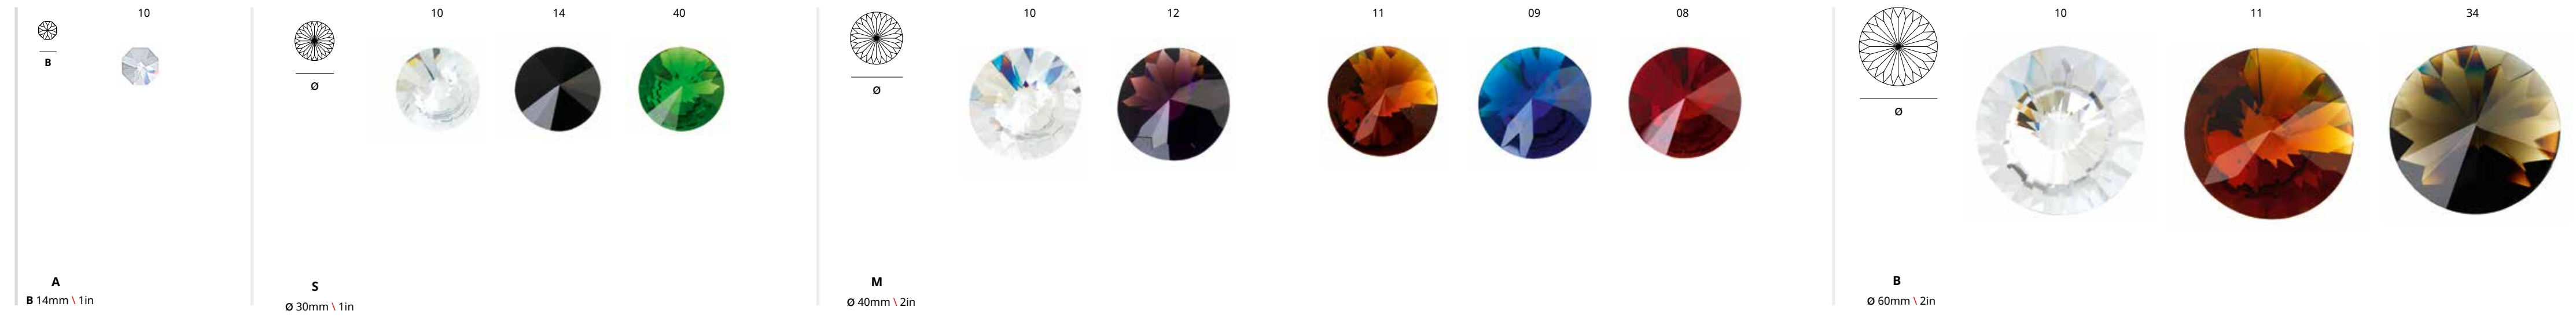 10
B
A
B 14mm \ 1in
10 14 40
Ø
S
Ø 30mm \ 1in
10 12 11 09 08
Ø
M
Ø 40mm \ 2in
10 11 34
Ø
B
Ø 60mm \ 2in